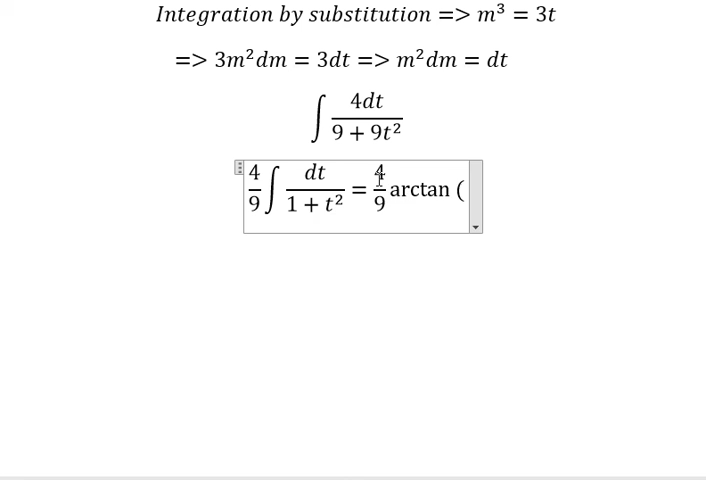 Integration by substitution => m³ = 3t
=> 3m²dm = 3dt => m²dm = dt
∫ 4dt / (9 + 9t²)
4/9 ∫ dt / (1 + t²) = 4/9 arctan (